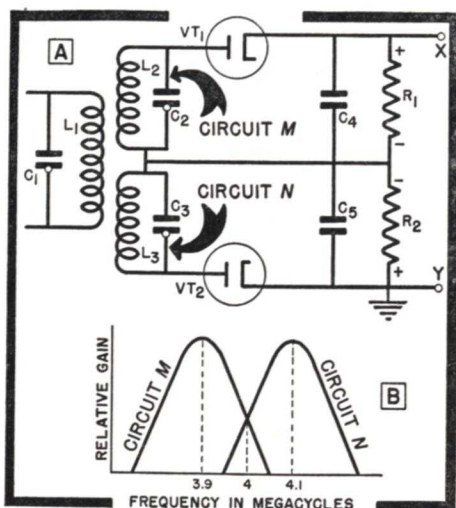 A
VT1
X
L2
+
C2
C4
R1
L1
CIRCUIT M
-
C1
CIRCUIT N
-
C3
C5
R2
L3
+
VT2
Y
RELATIVE GAIN
CIRCUIT M
CIRCUIT N
B
3.9 4 4.1
FREQUENCY IN MEGACYCLES